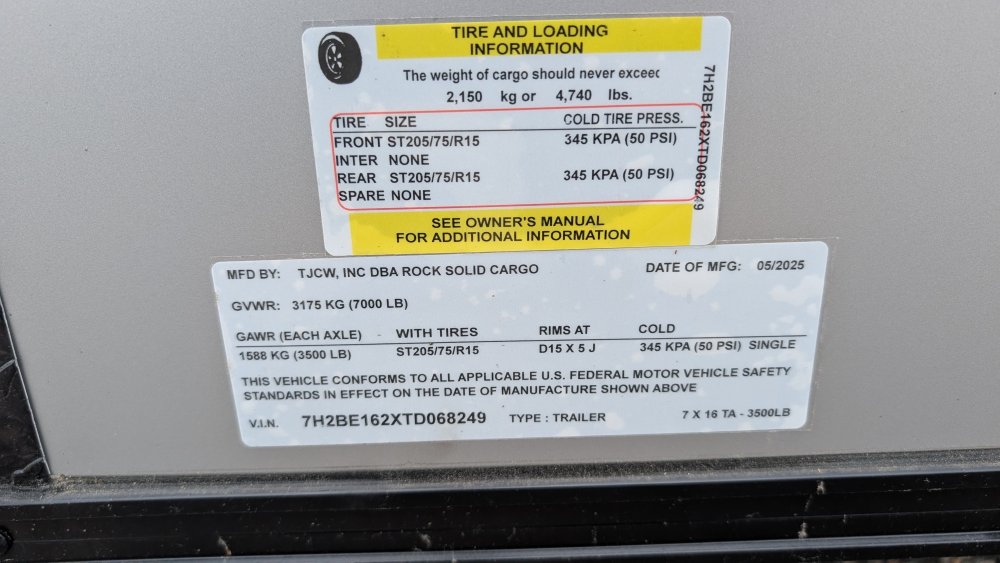 TIRE AND LOADING
INFORMATION
The weight of cargo should never exceed
2,150 kg or 4,740 lbs.
TIRE SIZE COLD TIRE PRESS.
FRONT ST205/75/R15 345 KPA (50 PSI)
INTER NONE
REAR ST205/75/R15 345 KPA (50 PSI)
SPARE NONE
SEE OWNER'S MANUAL
FOR ADDITIONAL INFORMATION
7H2BE162XTD068249
MFD BY: TJCW, INC DBA ROCK SOLID CARGO DATE OF MFG: 05/2025
GVWR: 3175 KG (7000 LB)
GAWR (EACH AXLE) - WITH TIRES RIMS AT COLD
1588 KG (3500 LB) ST205/75/R15 D15 X 5 J 345 KPA (50 PSI) SINGLE
THIS VEHICLE CONFORMS TO ALL APPLICABLE U.S. FEDERAL MOTOR VEHICLE SAFETY
STANDARDS IN EFFECT ON THE DATE OF MANUFACTURE SHOWN ABOVE
V.I.N. 7H2BE162XTD068249 TYPE : TRAILER 7 X 16 TA - 3500LB